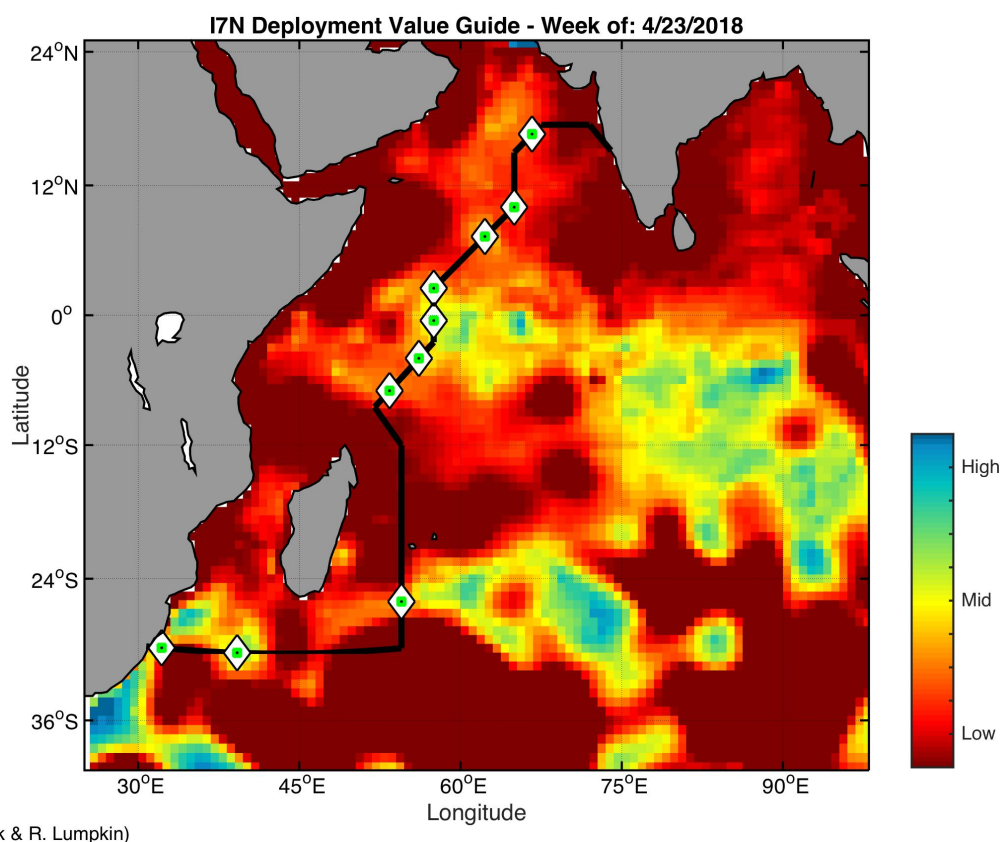 I7N Deployment Value Guide - Week of: 4/23/2018
24°N
12°N
0°
12°S
24°S
36°S
Latitude
30°E 45°E 60°E 75°E 90°E
Longitude
High
Mid
Low
k & R. Lumpkin)